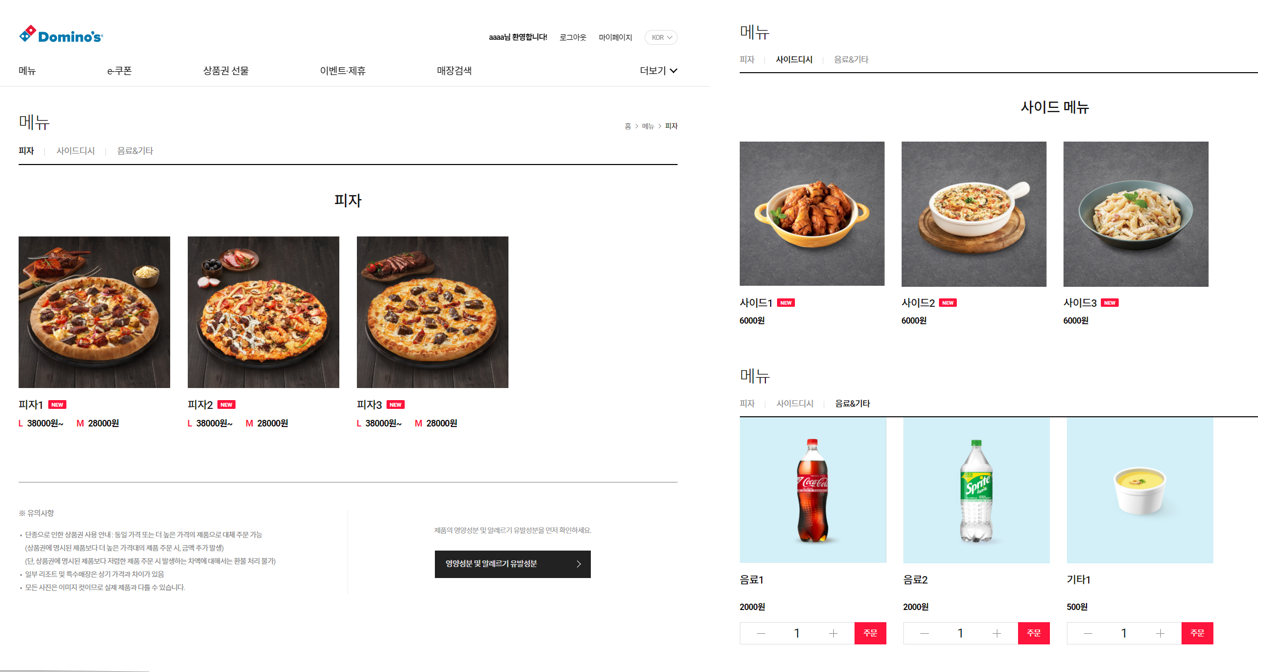 Domino's
aaaa님 환영합니다!
로그아웃
마이페이지
KOR
메뉴
e-쿠폰
상품권 선물
이벤트·제휴
매장검색
더보기
메뉴
홈 > 메뉴 > 피자
피자
사이드디시
음료&기타
피자
피자1 NEW
L 38000원~ M 28000원
피자2 NEW
L 38000원~ M 28000원
피자3 NEW
L 38000원~ M 28000원
※ 유의사항
• 단종으로 인한 상품권 사용 안내 : 동일 가격 또는 더 높은 가격의 제품으로 대체 주문 가능
(상품권에 명시된 제품보다 더 높은 가격대의 제품 주문 시, 금액 추가 발생)
(단, 상품권에 명시된 제품보다 저렴한 제품 주문 시 발생하는 차액에 대해서는 환불 처리 불가)
• 일부 리조트 및 특수매장은 상기 가격과 차이가 있음
• 모든 사진은 이미지 컷이므로 실제 제품과 다를 수 있습니다.
제품의 영양성분 및 알레르기 유발성분을 먼저 확인하세요.
영양성분 및 알레르기 유발성분
메뉴
피자
사이드디시
음료&기타
사이드 메뉴
사이드1 NEW
6000원
사이드2 NEW
6000원
사이드3 NEW
6000원
메뉴
피자
사이드디시
음료&기타
Coca-Cola
Sprite
음료1
2000원
1
주문
음료2
2000원
1
주문
기타1
500원
1
주문